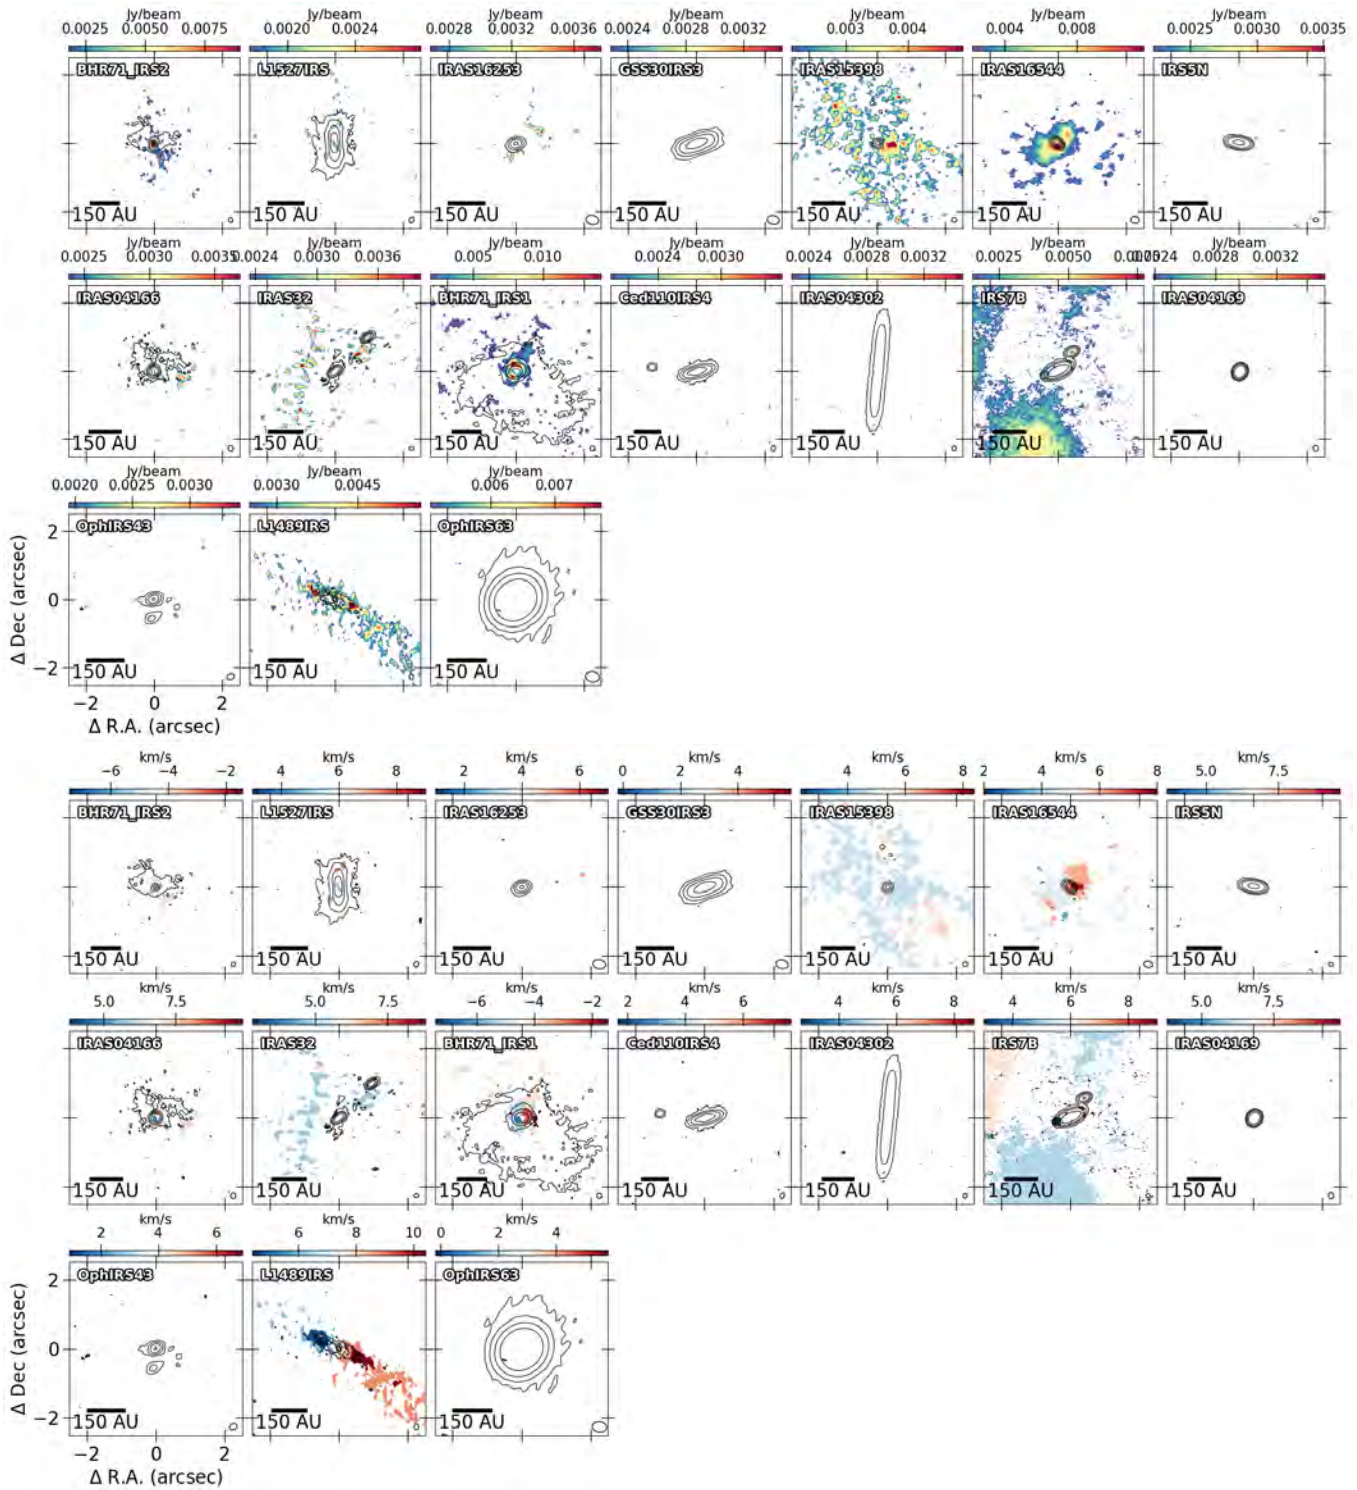 Jy/beam Jy/beam Jy/beam Jy/beam Jy/beam Jy/beam Jy/beam
0.0025 0.0050 0.0075 0.0020 0.0024 0.0028 0.0032 0.0036 0.0024 0.0028 0.0032 0.003 0.004 0.004 0.008 0.0025 0.0030 0.0035
BHR71_IRS2 L1527IRS IRAS16253 GSS30IRS3 IRAS15398 IRAS16544 IRS5N
150 AU 150 AU 150 AU 150 AU 150 AU 150 AU 150 AU
Jy/beam Jy/beam Jy/beam Jy/beam Jy/beam Jy/beam Jy/beam
0.0025 0.0030 0.0035 0.0024 0.0030 0.0036 0.005 0.010 0.0024 0.0030 0.0024 0.0028 0.0032 0.0025 0.0050 0.0028 0.0032
IRAS04166 IRAS32 BHR71_IRS1 Ced110IRS4 IRAS04302 IRS7B IRAS04169
150 AU 150 AU 150 AU 150 AU 150 AU 150 AU 150 AU
Jy/beam Jy/beam Jy/beam
0.0020 0.0025 0.0030 0.0030 0.0045 0.006 0.007
OphIRS43 L1489IRS OphIRS63
2
0
−2
Δ Dec (arcsec)
150 AU 150 AU 150 AU
−2 0 2
Δ R.A. (arcsec)
km/s km/s km/s km/s km/s km/s km/s
−6 −4 −2 4 6 8 2 4 6 0 2 4 4 6 8 2 4 6 8 5.0 7.5
BHR71_IRS2 L1527IRS IRAS16253 GSS30IRS3 IRAS15398 IRAS16544 IRS5N
150 AU 150 AU 150 AU 150 AU 150 AU 150 AU 150 AU
km/s km/s km/s km/s km/s km/s km/s
5.0 7.5 5.0 7.5 −6 −4 −2 2 4 6 4 6 8 4 6 8 5.0 7.5
IRAS04166 IRAS32 BHR71_IRS1 Ced110IRS4 IRAS04302 IRS7B IRAS04169
150 AU 150 AU 150 AU 150 AU 150 AU 150 AU 150 AU
km/s km/s km/s
2 4 6 6 8 10 0 2 4
OphIRS43 L1489IRS OphIRS63
2
0
−2
Δ Dec (arcsec)
150 AU 150 AU 150 AU
−2 0 2
Δ R.A. (arcsec)